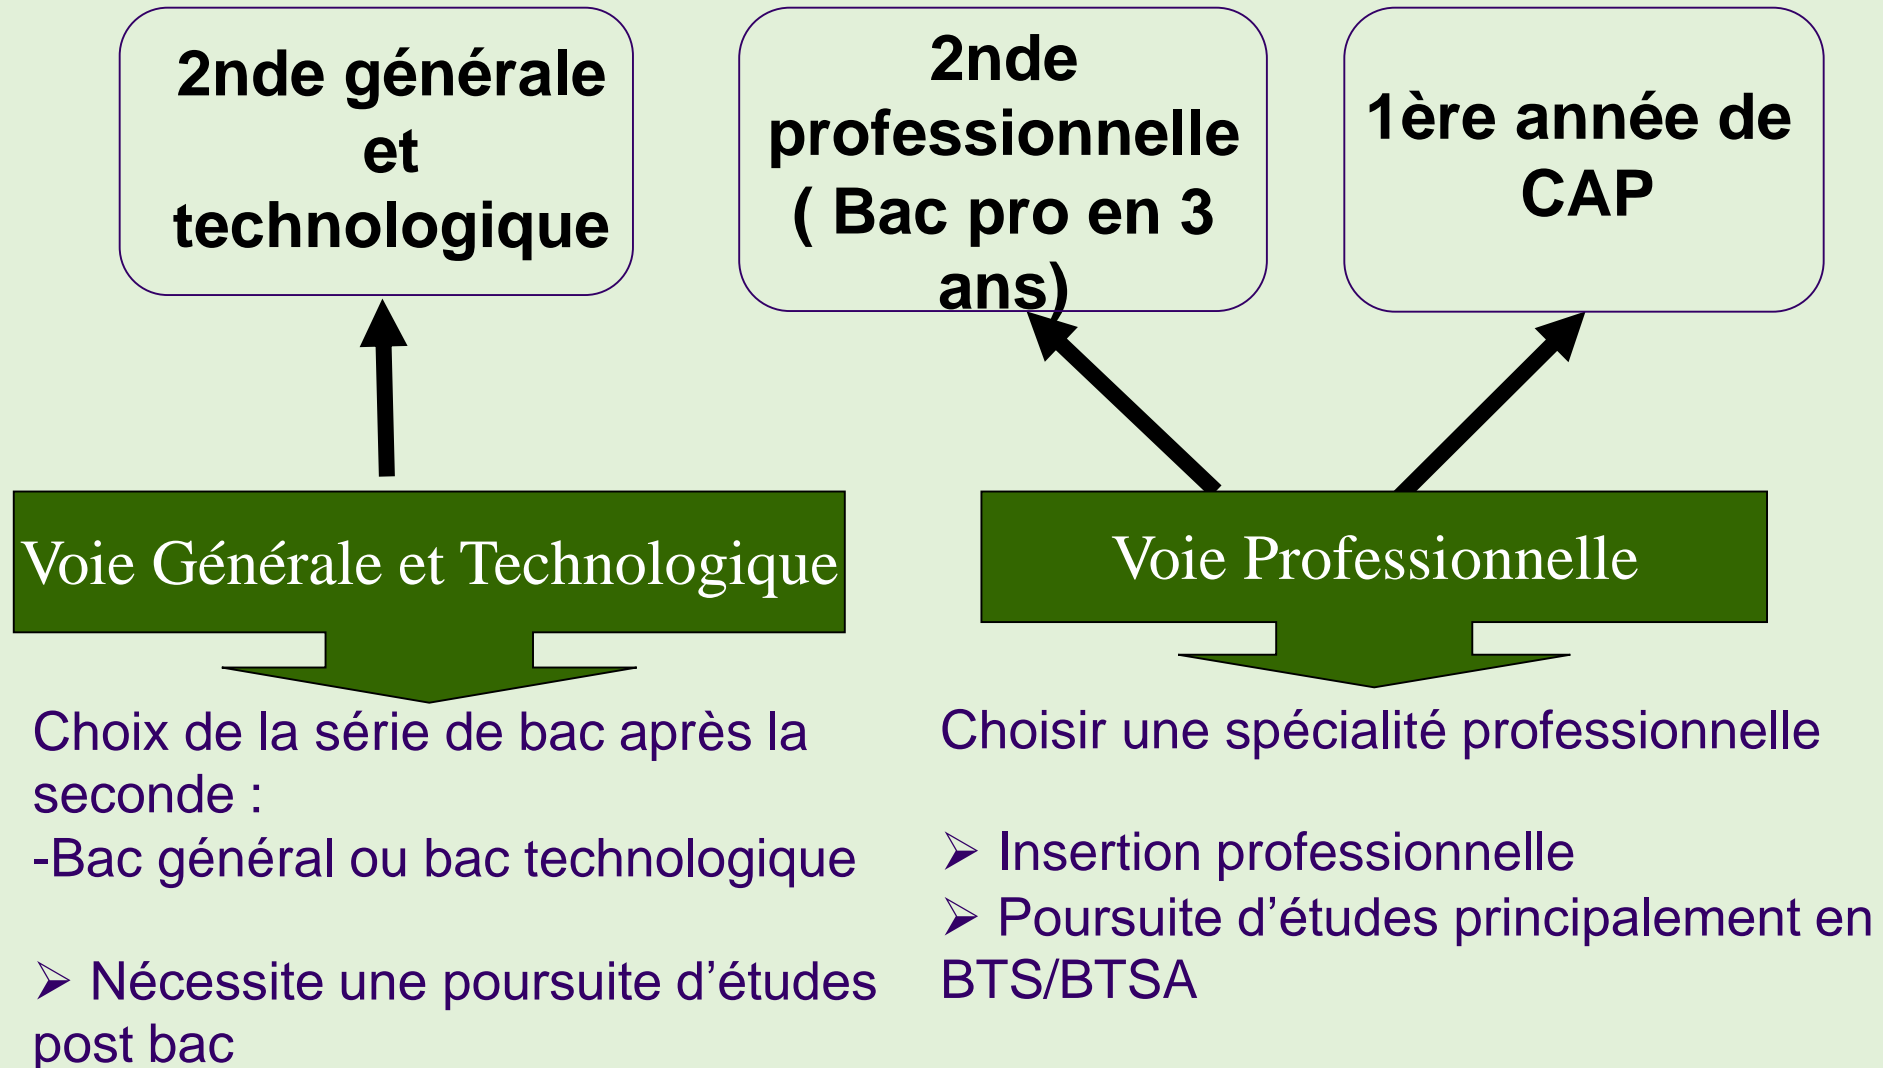 2nde générale
et
technologique
2nde
professionnelle
( Bac pro en 3
ans)
1ère année de
CAP
Voie Générale et Technologique
Voie Professionnelle
Choix de la série de bac après la
seconde :
-Bac général ou bac technologique
➢ Nécessite une poursuite d’études
post bac
Choisir une spécialité professionnelle
➢ Insertion professionnelle
➢ Poursuite d’études principalement en
BTS/BTSA